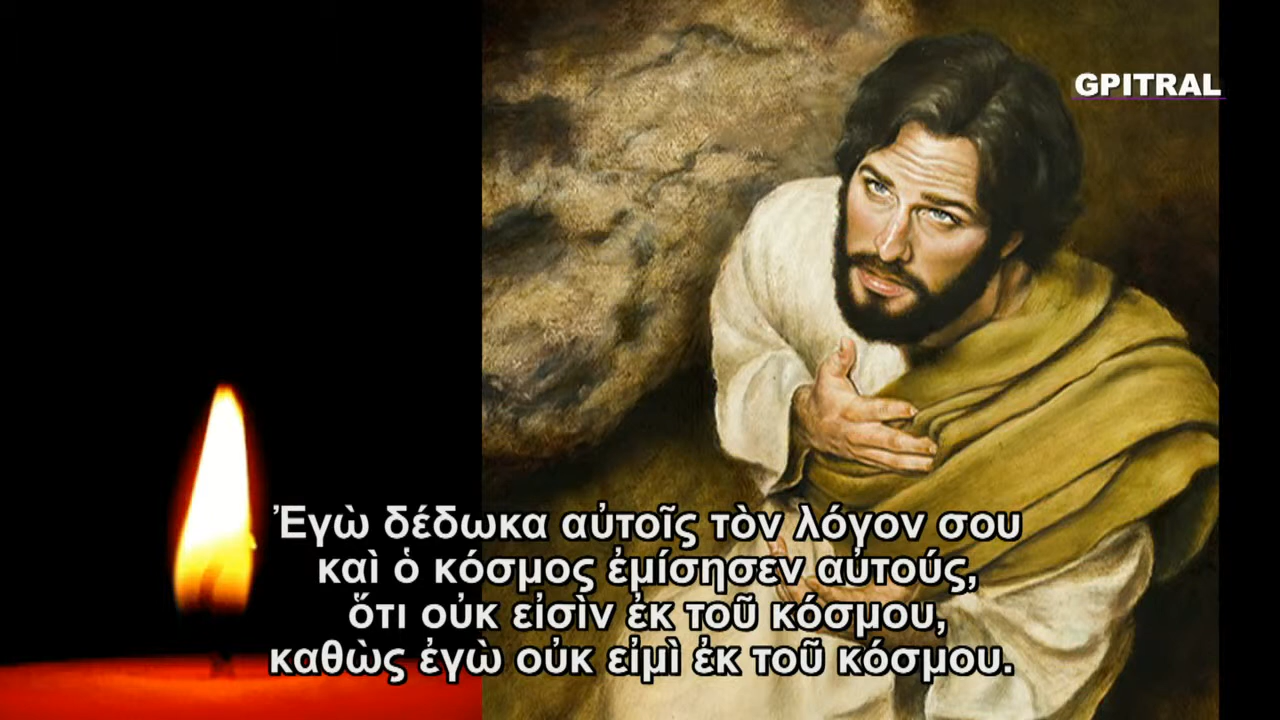 GPITRAL
Ἐγὼ δέδωκα αὐτοῖς τὸν λόγον σου
καὶ ὁ κόσμος ἐμίσησεν αὐτούς,
ὅτι οὐκ εἰσὶν ἐκ τοῦ κόσμου,
καθὼς ἐγὼ οὐκ εἰμὶ ἐκ τοῦ κόσμου.